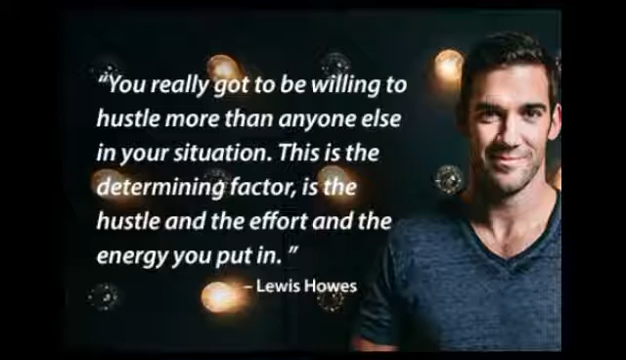 “You really got to be willing to
hustle more than anyone else
in your situation. This is the
determining factor, is the
hustle and the effort and the
energy you put in. ”
– Lewis Howes